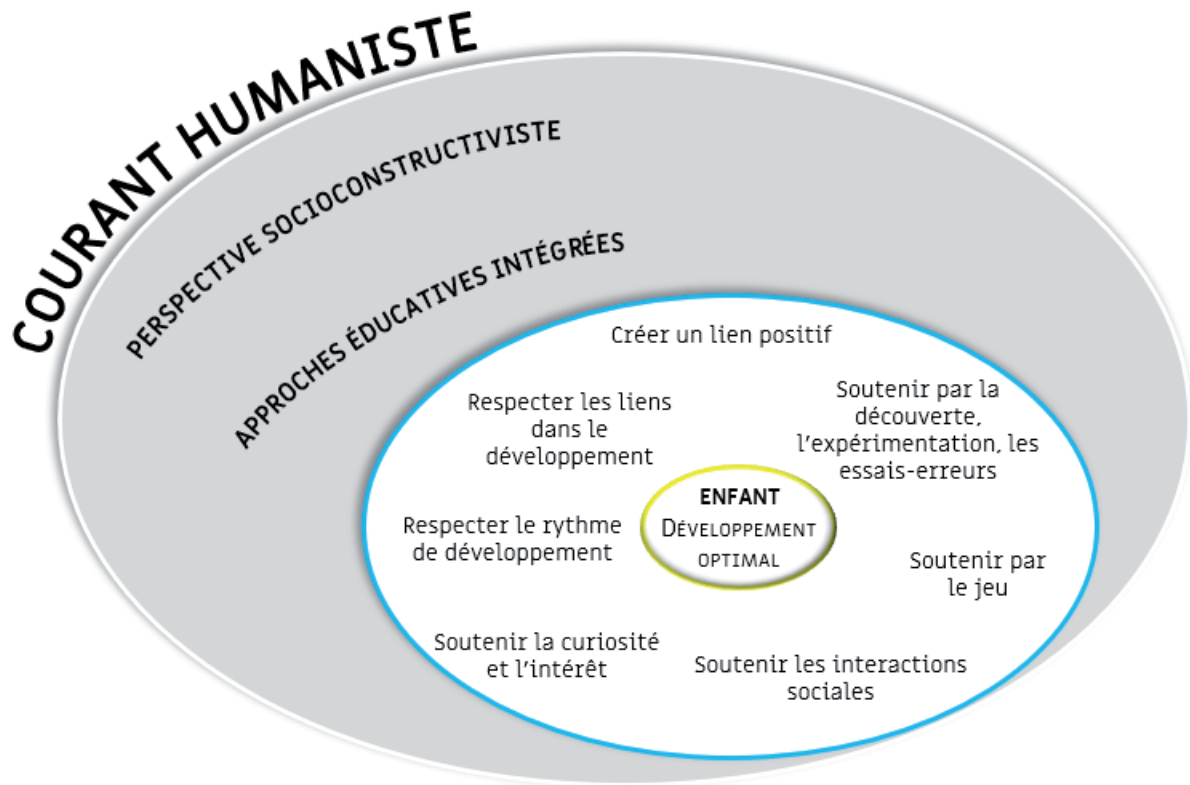 COURANT HUMANISTE
PERSPECTIVE SOCIOCONSTRUCTIVISTE
APPROCHES ÉDUCATIVES INTÉGRÉES
Créer un lien positif
Respecter les liens
dans le
développement
Soutenir par la
découverte,
l'expérimentation, les
essais-erreurs
ENFANT
DÉVELOPPEMENT
OPTIMAL
Respecter le rythme
de développement
Soutenir par
le jeu
Soutenir la curiosité
et l'intérêt
Soutenir les interactions
sociales